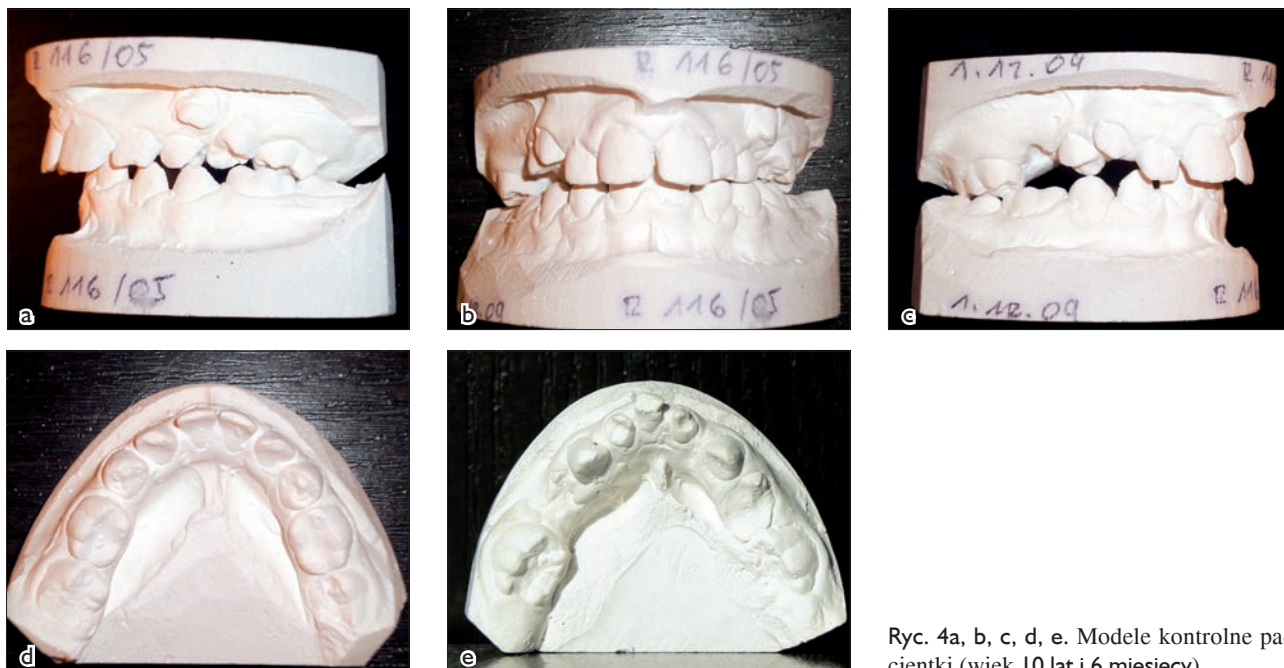 116/05
116/05
a
R 116/05
R 116/05
b
1.12.09
1.12.09
c
d
e
Ryc. 4a, b, c, d, e. Modele kontrolne pa
cjentki (wiek 10 lat i 6 miesięcy)